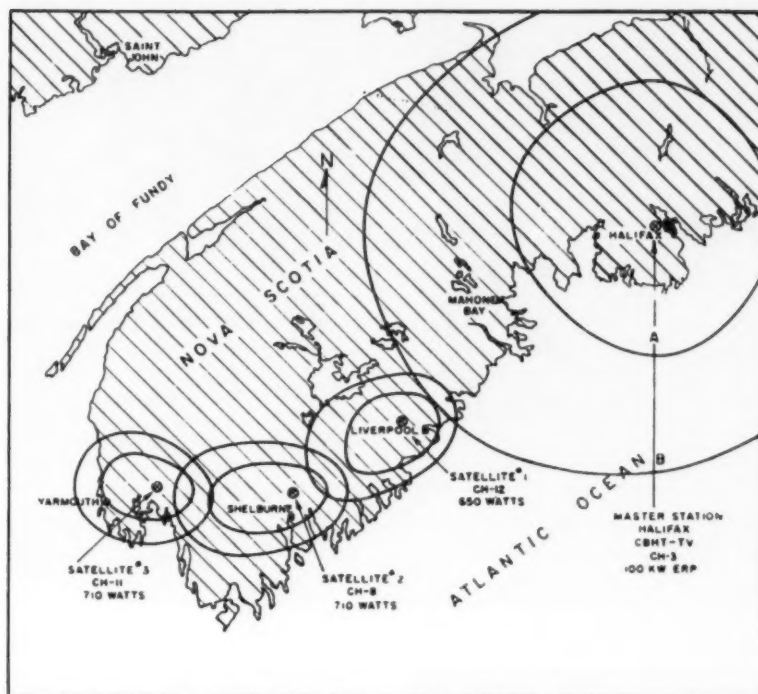 SAINT
JOHN
BAY OF FUNDY
N
NOVA SCOTIA
HALIFAX
MAHONE
BAY
A
LIVERPOOL
B
YARMOUTH
SHELBURNE
SATELLITE #1
CH-12
650 WATTS
ATLANTIC OCEAN
MASTER STATION
HALIFAX
CBHT-TV
CH-3
100 KW ERP
SATELLITE #3
CH-11
710 WATTS
SATELLITE #2
CH-8
710 WATTS